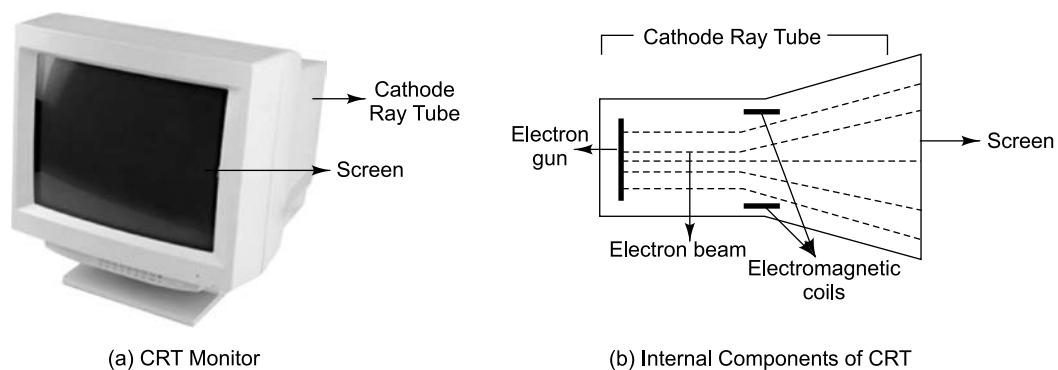 Cathode
Ray Tube
Screen
(a) CRT Monitor
Cathode Ray Tube
Electron
gun
Screen
Electron beam
Electromagnetic
coils
(b) Internal Components of CRT